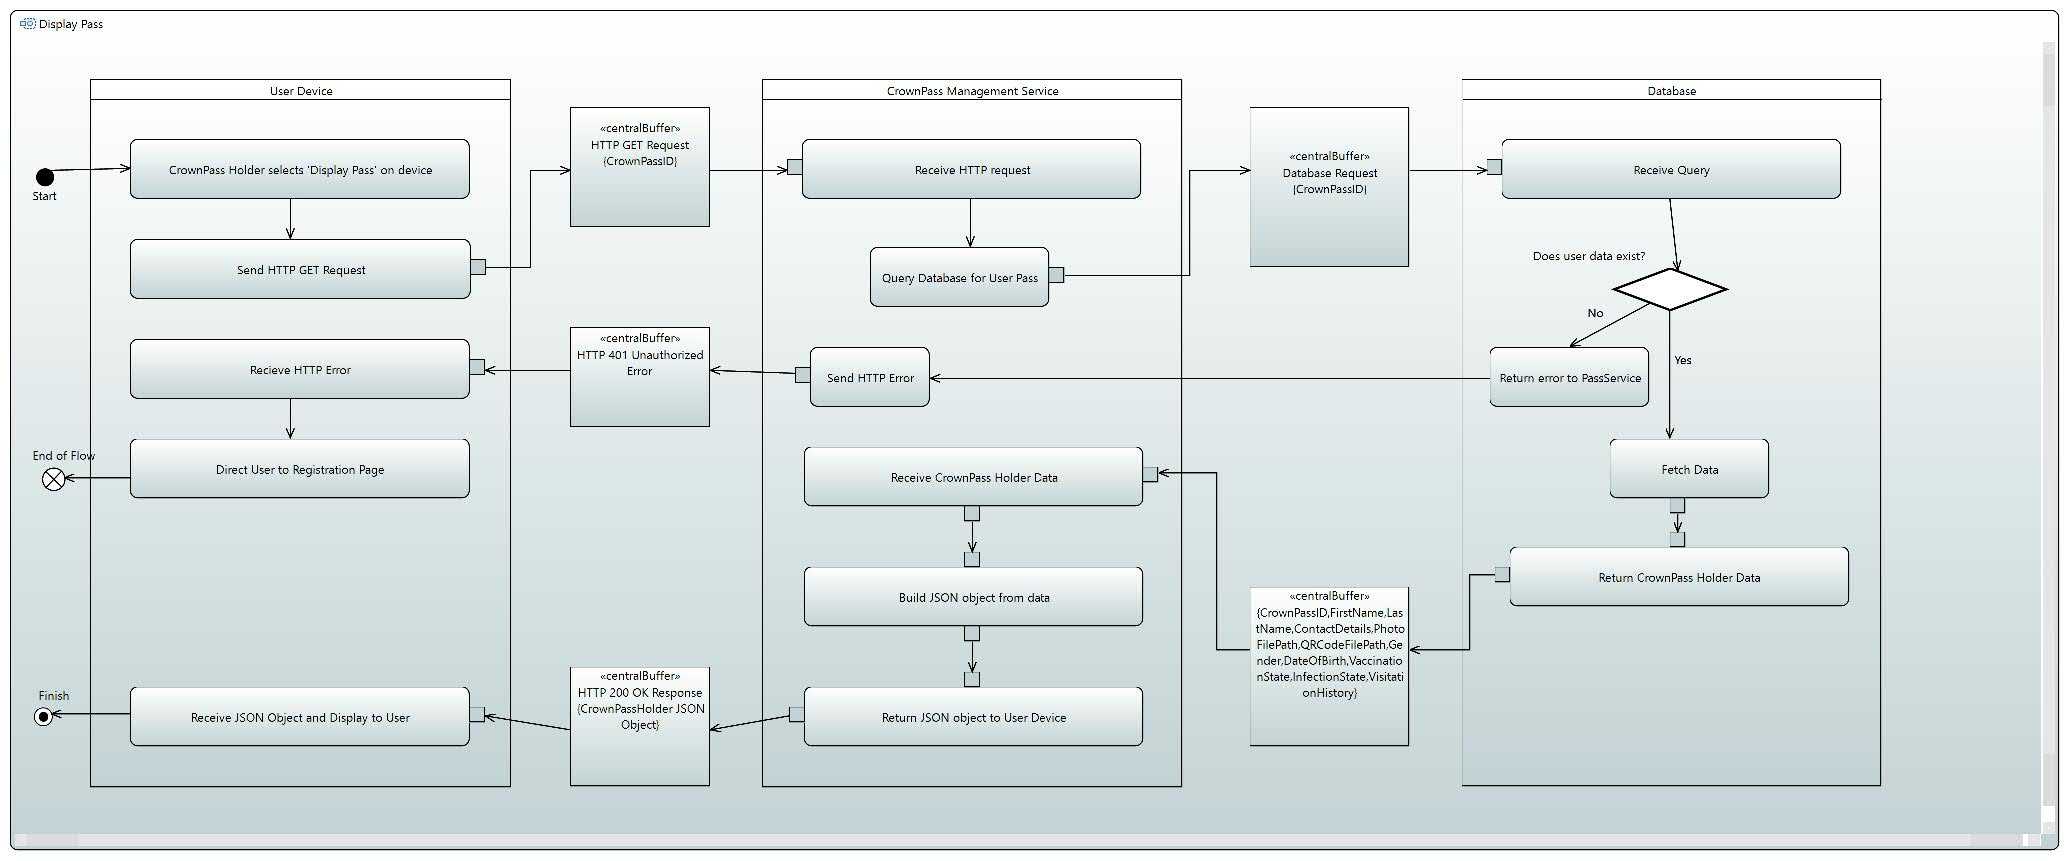 Display Pass
User Device
CrownPass Management Service
Database
«centralBuffer»
HTTP GET Request
{CrownPassID}
«centralBuffer»
Database Request
{CrownPassID}
Start
CrownPass Holder selects 'Display Pass' on device
Receive HTTP request
Receive Query
Send HTTP GET Request
Query Database for User Pass
Does user data exist?
No
Yes
Recieve HTTP Error
«centralBuffer»
HTTP 401 Unauthorized
Error
Send HTTP Error
Return error to PassService
End of Flow
Direct User to Registration Page
Receive CrownPass Holder Data
Fetch Data
Build JSON object from data
«centralBuffer»
{CrownPassID,FirstName,Las
tName,ContactDetails,Photo
FilePath,QRCodeFilePath,Ge
nder,DateOfBirth,Vaccinatio
nState,InfectionState,Visitati
onHistory}
Return CrownPass Holder Data
Finish
Receive JSON Object and Display to User
«centralBuffer»
HTTP 200 OK Response
{CrownPassHolder JSON
Object}
Return JSON object to User Device